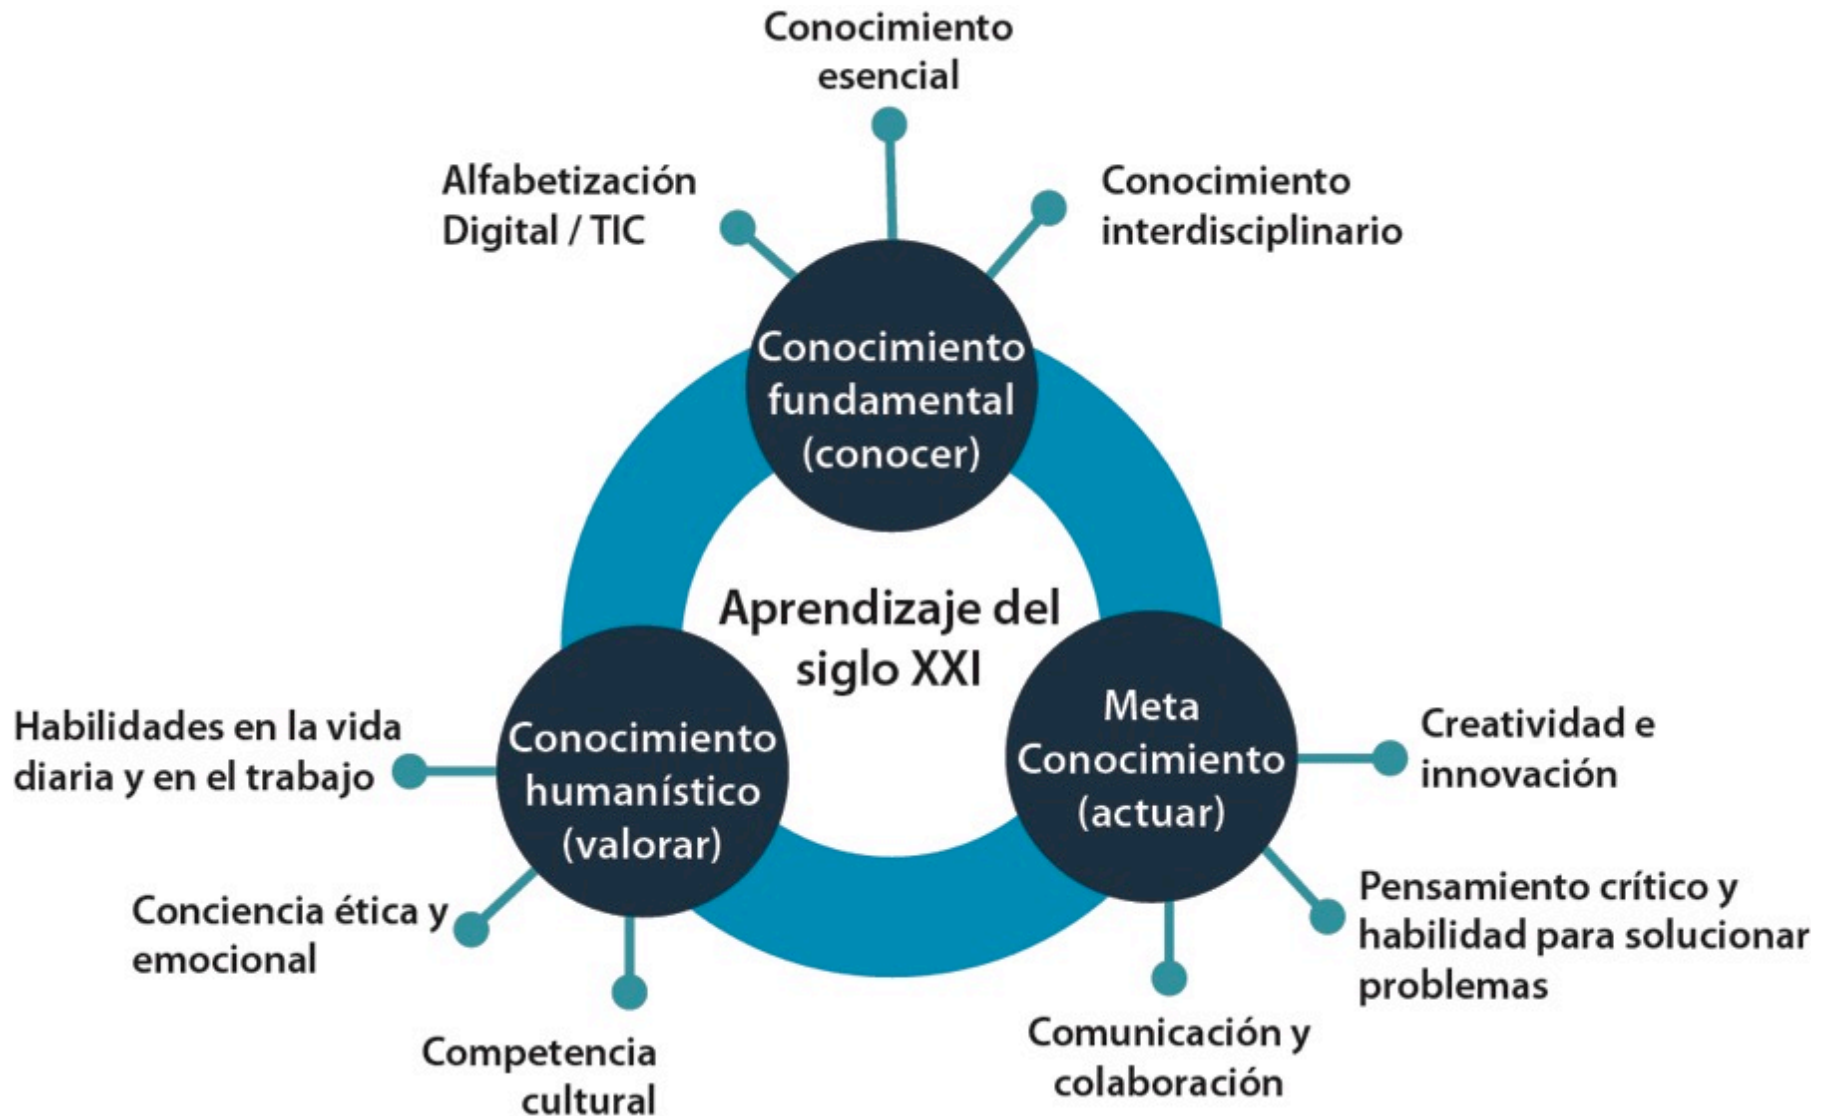 Conocimiento
esencial
Alfabetización
Digital / TIC
Conocimiento
interdisciplinario
Conocimiento
fundamental
(conocer)
Aprendizaje del
siglo XXI
Habilidades en la vida
diaria y en el trabajo
Conocimiento
humanístico
(valorar)
Meta
Conocimiento
(actuar)
Creatividad e
innovación
Conciencia ética y
emocional
Pensamiento crítico y
habilidad para solucionar
problemas
Competencia
cultural
Comunicación y
colaboración